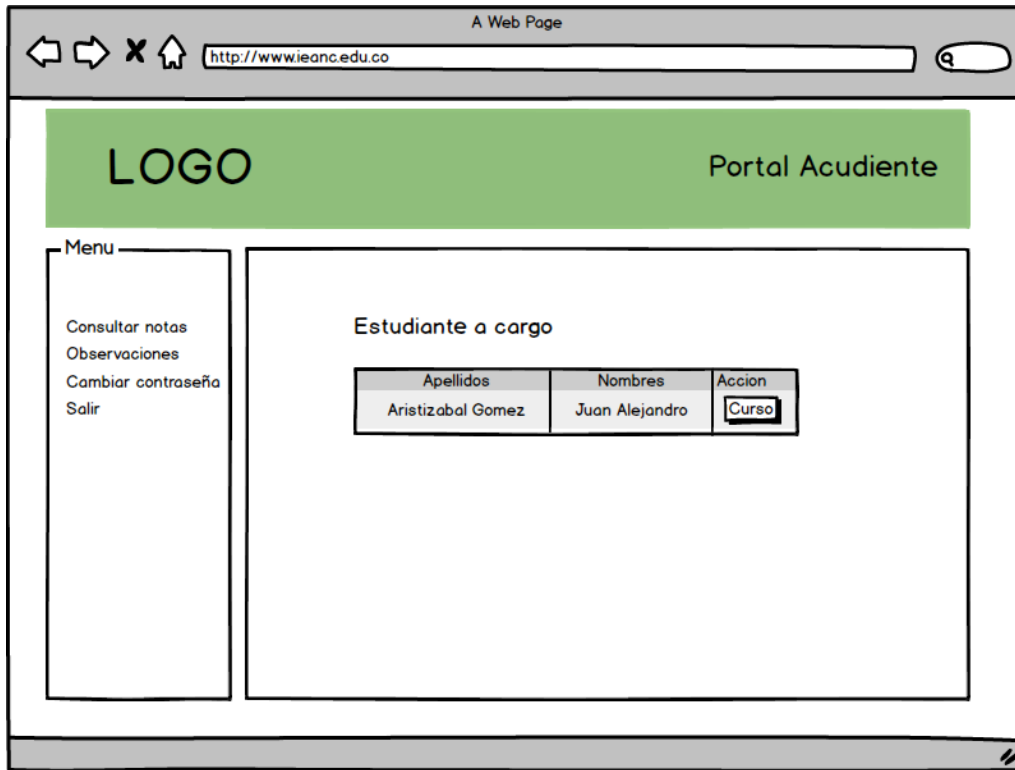 A Web Page
http://www.ieanc.edu.co
LOGO
Portal Acudiente
Menu
Consultar notas
Observaciones
Cambiar contraseña
Salir
Estudiante a cargo
Apellidos Nombres Accion
Aristizabal Gomez Juan Alejandro Curso